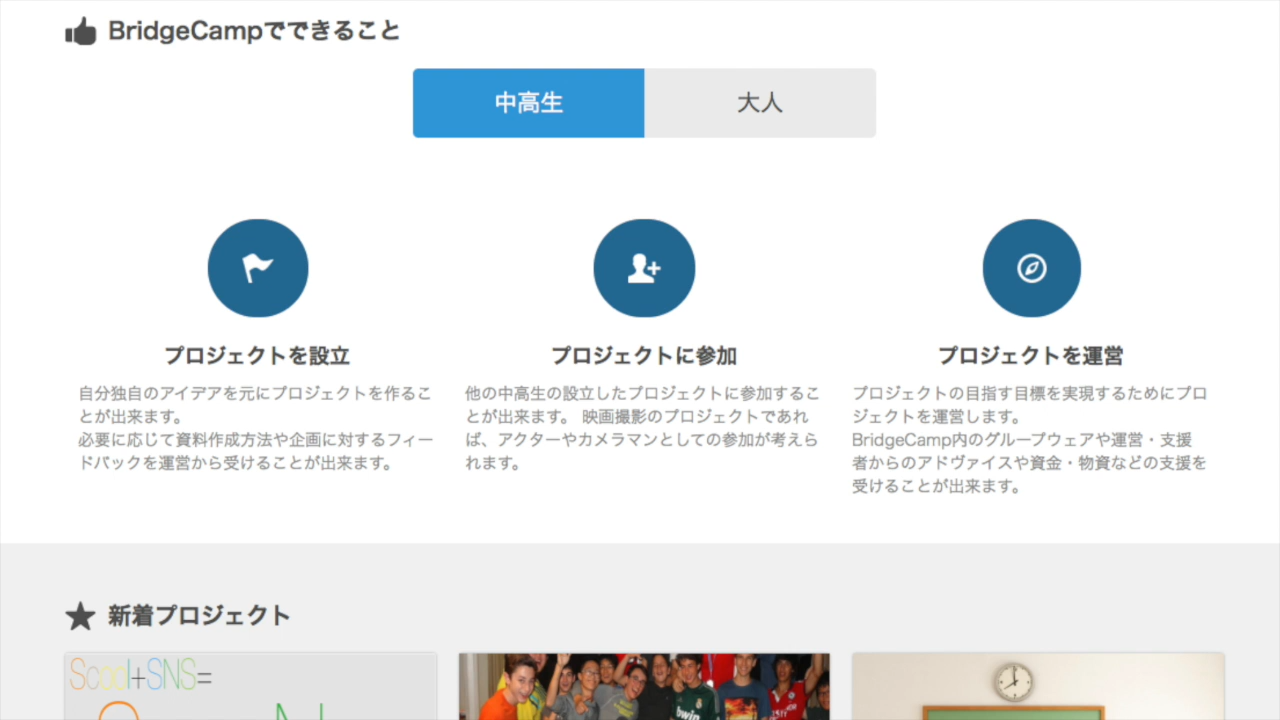 BridgeCampでできること
中高生
大人
プロジェクトを設立
自分独自のアイデアを元にプロジェクトを作るこ
とが出来ます。
必要に応じて資料作成方法や企画に対するフィー
ドバックを運営から受けることが出来ます。
プロジェクトに参加
他の中高生の設立したプロジェクトに参加するこ
とが出来ます。 映画撮影のプロジェクトであれ
ば、アクターやカメラマンとしての参加が考えら
れます。
プロジェクトを運営
プロジェクトの目指す目標を実現するためにプロ
ジェクトを運営します。
BridgeCamp内のグループウェアや運営・支援
者からのアドヴァイスや資金・物資などの支援を
受けることが出来ます。
新着プロジェクト
Scool+SNS=
bwin